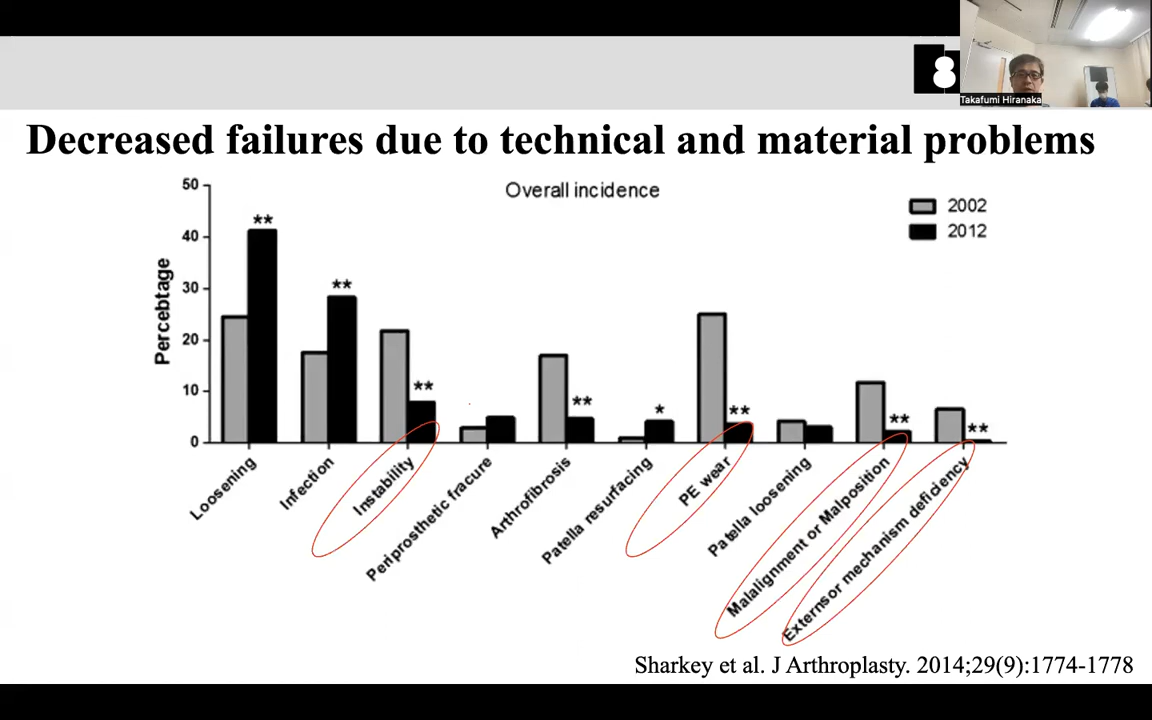 Takafumi Hiranaka
Decreased failures due to technical and material problems
Overall incidence
2002
2012
Percebtage
50
40
30
20
10
0
**
**
**
**
*
**
**
**
Loosening
Infection
Instability
Periprosthetic fracure
Arthrofibrosis
Patella resurfacing
PE wear
Patella loosening
Malalignment or Malposition
Externsor mechanism deficiency
Sharkey et al. J Arthroplasty. 2014;29(9):1774-1778